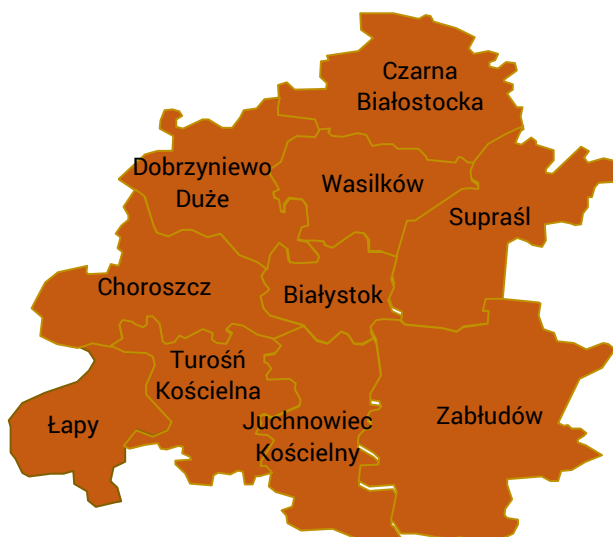 Czarna
Białostocka
Dobrzyniewo
Duże
Wasilków
Supraśl
Choroszcz
Białystok
Turośń
Kościelna
Łapy
Juchnowiec
Kościelny
Zabłudów